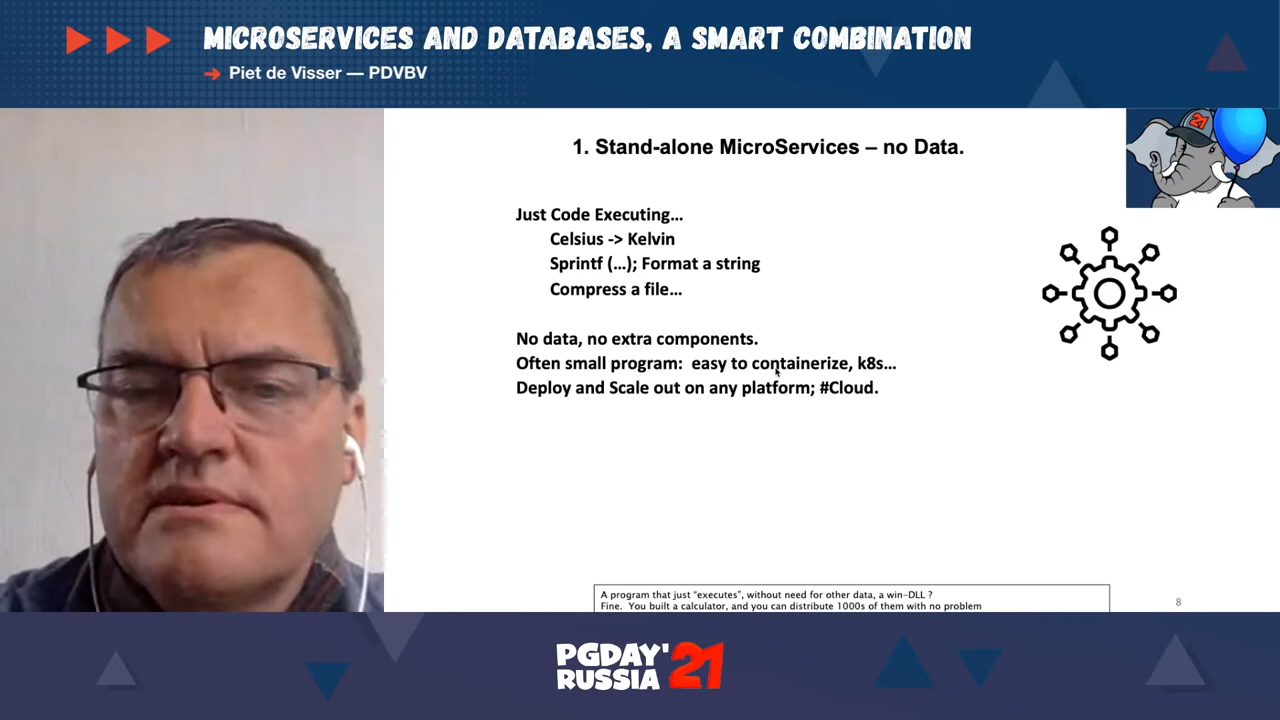 MICROSERVICES AND DATABASES, A SMART COMBINATION
Piet de Visser — PDVBV
1. Stand-alone MicroServices – no Data.
21
Just Code Executing…
Celsius -> Kelvin
Sprintf (…); Format a string
Compress a file…
No data, no extra components.
Often small program:  easy to containerize, k8s…
Deploy and Scale out on any platform; #Cloud.
A program that just “executes”, without need for other data, a win-DLL ?
Fine.  You built a calculator, and you can distribute 1000s of them with no problem
8
PGDAY'21
RUSSIA